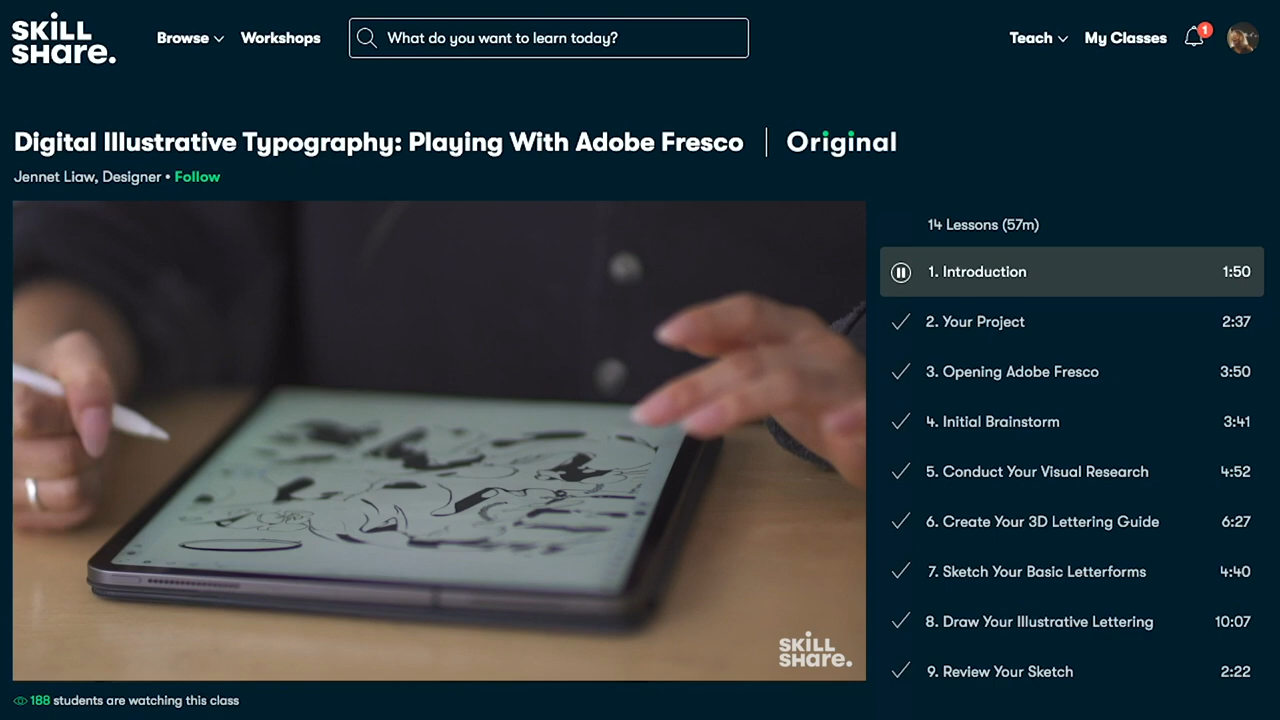 SKILL
SHare.
Browse
Workshops
What do you want to learn today?
Teach
My Classes
1
Digital Illustrative Typography: Playing With Adobe Fresco | Original
Jennet Liaw, Designer • Follow
14 Lessons (57m)
1. Introduction 1:50
2. Your Project 2:37
3. Opening Adobe Fresco 3:50
4. Initial Brainstorm 3:41
5. Conduct Your Visual Research 4:52
6. Create Your 3D Lettering Guide 6:27
7. Sketch Your Basic Letterforms 4:40
8. Draw Your Illustrative Lettering 10:07
9. Review Your Sketch 2:22
SKILL
SHare.
188 students are watching this class